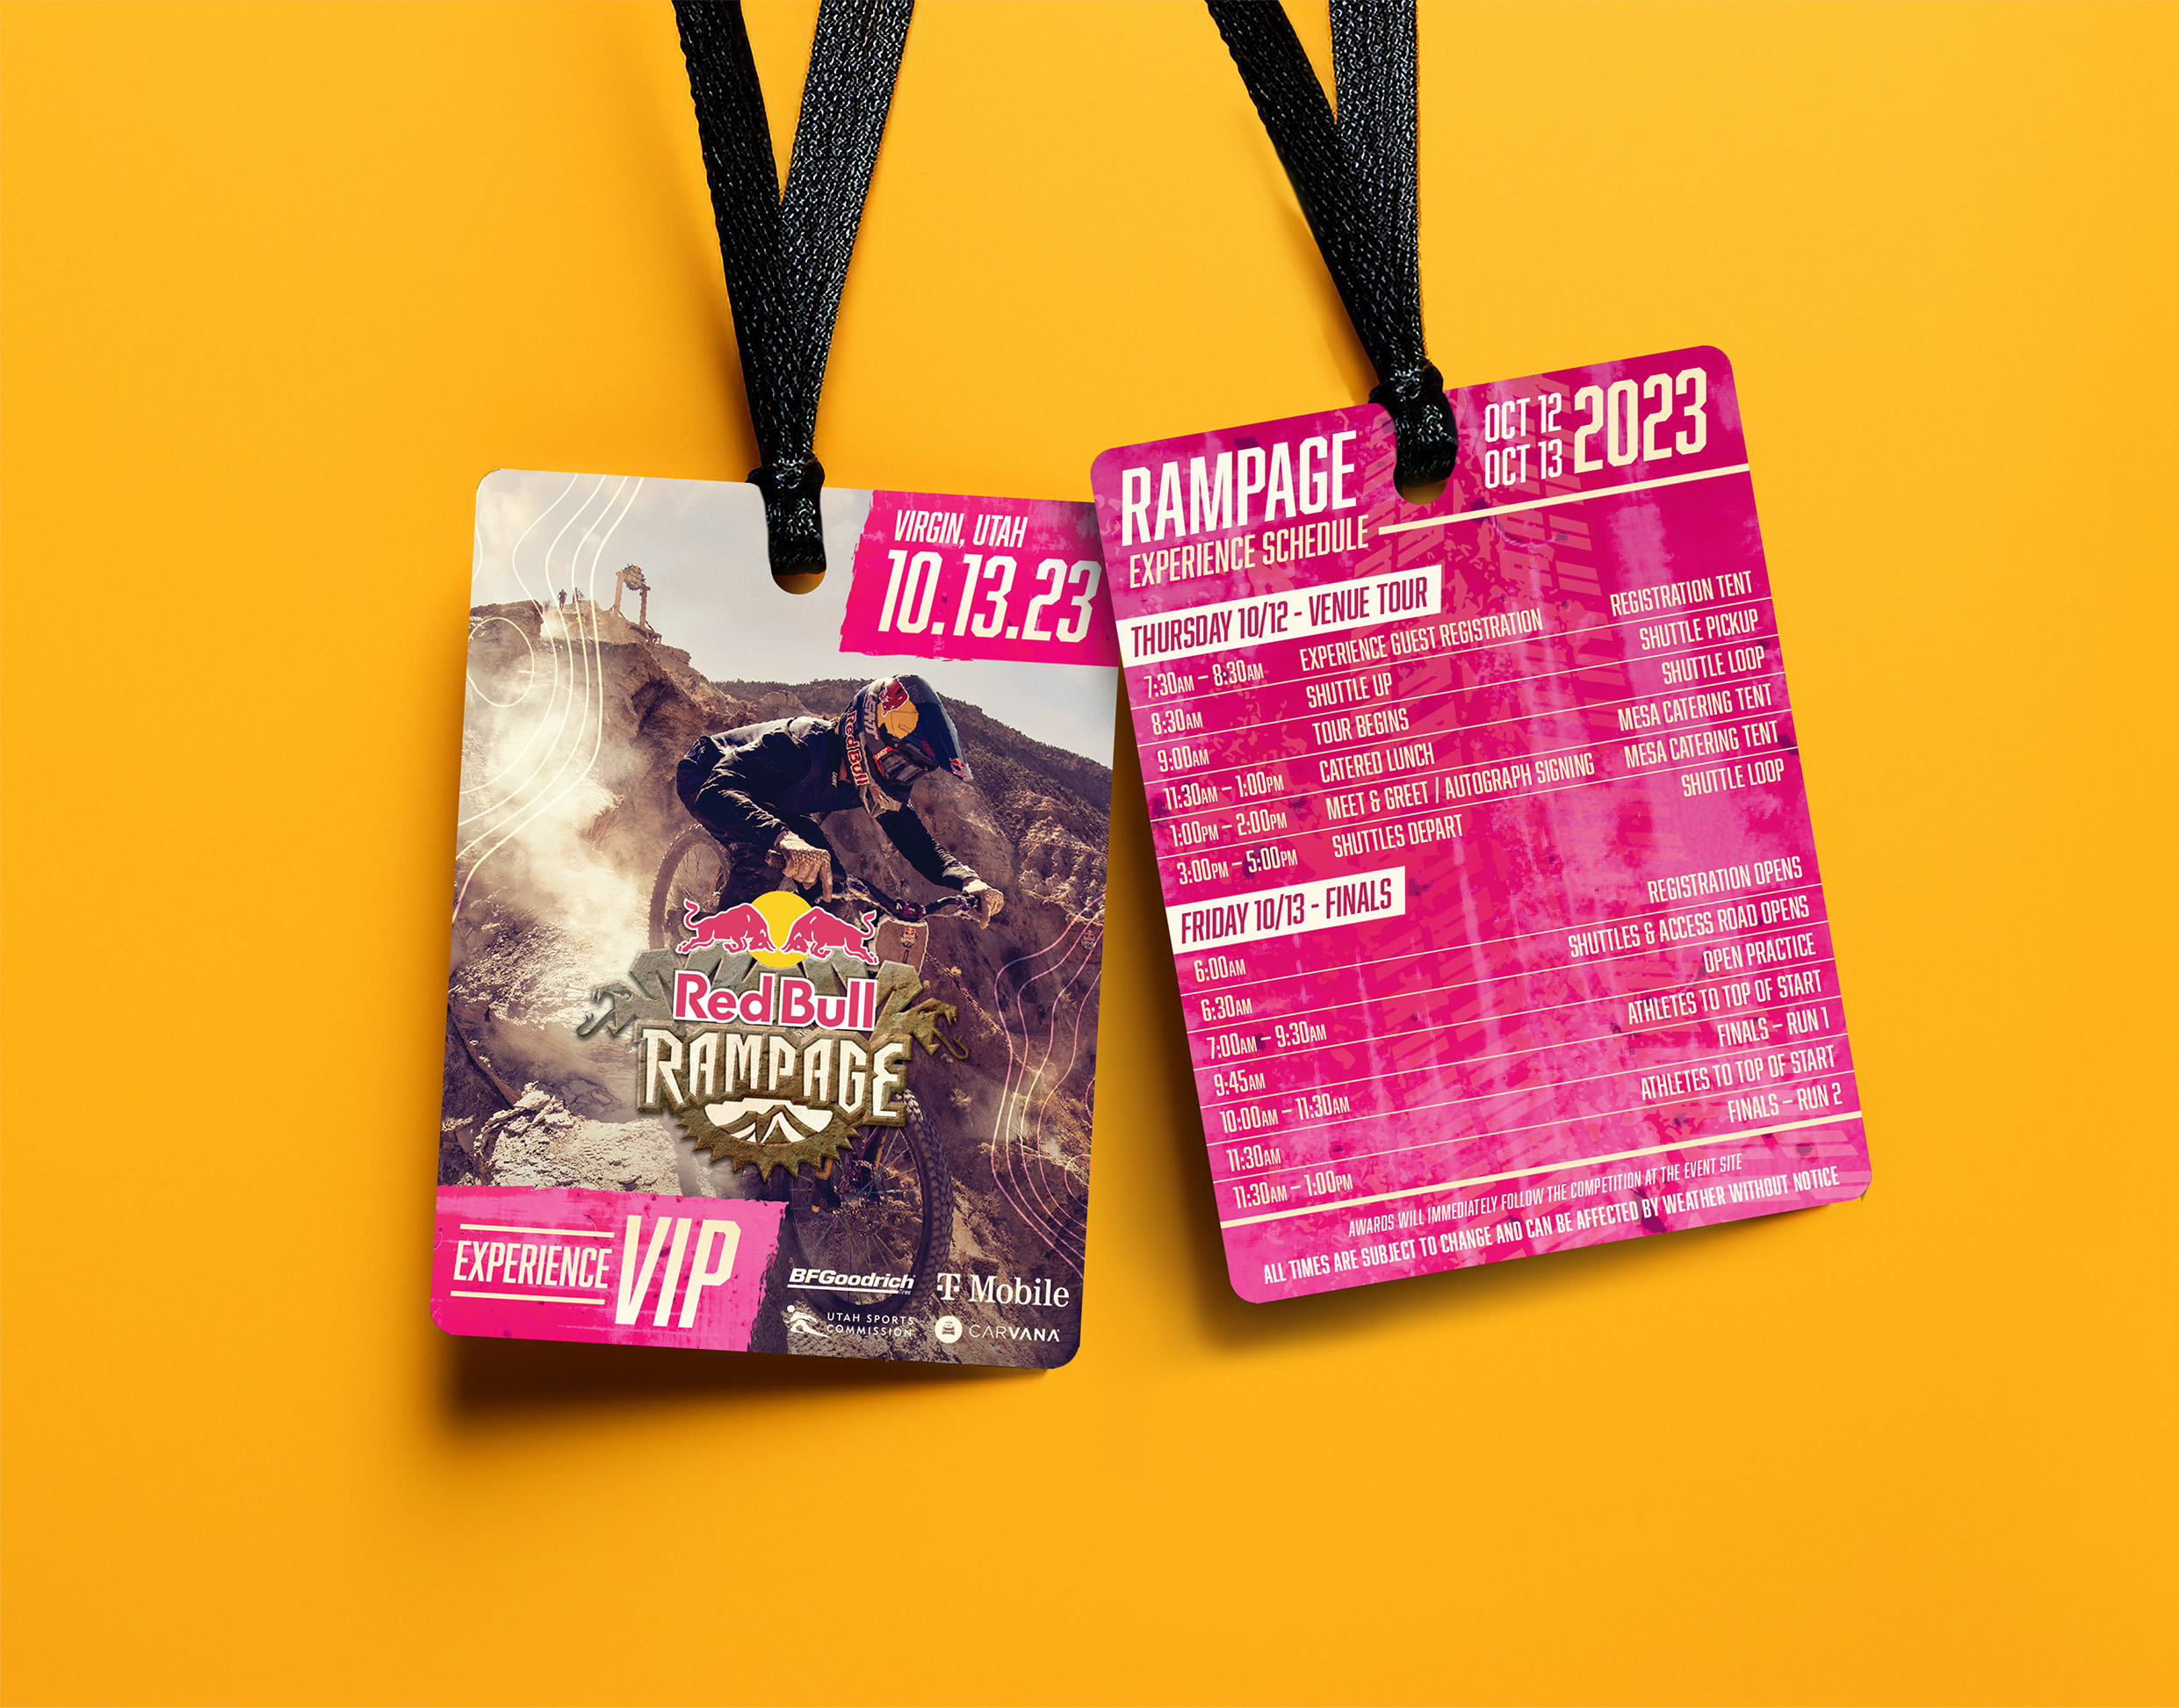 VIRGIN, UTAH
10.13.23
Red Bull
Red Bull
RAMPAGE
EXPERIENCE VIP
BFGoodrich
T Mobile
UTAH SPORTS
COMMISSION
CARVANA
RAMPAGE
EXPERIENCE SCHEDULE
OCT 12
OCT 13
2023
THURSDAY 10/12 - VENUE TOUR
7:30AM – 8:30AM EXPERIENCE GUEST REGISTRATION REGISTRATION TENT
8:30AM SHUTTLE UP SHUTTLE PICKUP
9:00AM TOUR BEGINS SHUTTLE LOOP
11:30AM – 1:00PM CATERED LUNCH MESA CATERING TENT
1:00PM – 2:00PM MEET & GREET / AUTOGRAPH SIGNING MESA CATERING TENT
3:00PM – 5:00PM SHUTTLES DEPART SHUTTLE LOOP
FRIDAY 10/13 - FINALS
6:00AM REGISTRATION OPENS
6:30AM SHUTTLES & ACCESS ROAD OPENS
7:00AM – 9:30AM OPEN PRACTICE
9:45AM ATHLETES TO TOP OF START
10:00AM – 11:30AM FINALS – RUN 1
11:30AM ATHLETES TO TOP OF START
11:30AM – 1:00PM FINALS – RUN 2
AWARDS WILL IMMEDIATELY FOLLOW THE COMPETITION AT THE EVENT SITE
ALL TIMES ARE SUBJECT TO CHANGE AND CAN BE AFFECTED BY WEATHER WITHOUT NOTICE